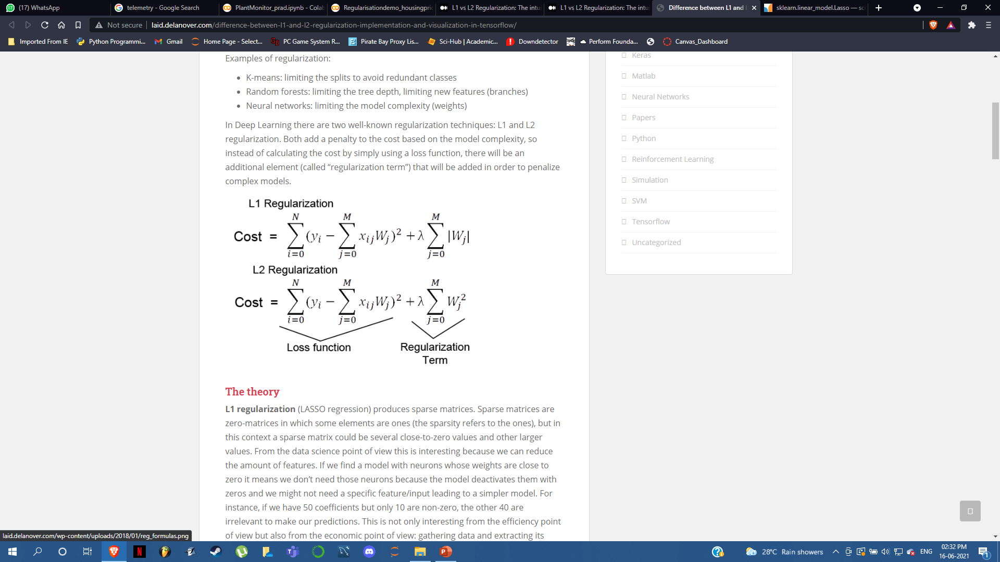 (17) WhatsApp
telemetry - Google Search
PlantMonitor_prad.ipynb - Colab
Regularisationdemo_housingpric
L1 vs L2 Regularization: The intui
L1 vs L2 Regularization: The intui
Difference between L1 and
sklearn.linear_model.Lasso — sc
Not secure
laid.delanover.com/difference-between-l1-and-l2-regularization-implementation-and-visualization-in-tensorflow/
Imported From IE
Python Programmi...
Gmail
Home Page - Select...
PC Game System R...
Pirate Bay Proxy Lis...
Sci-Hub | Academic...
Downdetector
Perform Founda...
Canvas_Dashboard
Examples of regularization:
• K-means: limiting the splits to avoid redundant classes
• Random forests: limiting the tree depth, limiting new features (branches)
• Neural networks: limiting the model complexity (weights)
In Deep Learning there are two well-known regularization techniques: L1 and L2
regularization. Both add a penalty to the cost based on the model complexity, so
instead of calculating the cost by simply using a loss function, there will be an
additional element (called “regularization term”) that will be added in order to penalize
complex models.
L1 Regularization
Cost = ∑_{i=0}^{N} (y_i − ∑_{j=0}^{M} x_{ij}W_j)² + λ ∑_{j=0}^{M} |W_j|
L2 Regularization
Cost = ∑_{i=0}^{N} (y_i − ∑_{j=0}^{M} x_{ij}W_j)² + λ ∑_{j=0}^{M} W_j²
Loss function
Regularization
Term
The theory
L1 regularization (LASSO regression) produces sparse matrices. Sparse matrices are
zero-matrices in which some elements are ones (the sparsity refers to the ones), but in
this context a sparse matrix could be several close-to-zero values and other larger
values. From the data science point of view this is interesting because we can reduce
the amount of features. If we find a model with neurons whose weights are close to
zero it means we don’t need those neurons because the model deactivates them with
zeros and we might not need a specific feature/input leading to a simpler model. For
instance, if we have 50 coefficients but only 10 are non-zero, the other 40 are
irrelevant to make our predictions. This is not only interesting from the efficiency point
of view but also from the economic point of view: gathering data and extracting its
Keras
Matlab
Neural Networks
Papers
Python
Reinforcement Learning
Simulation
SVM
Tensorflow
Uncategorized
laid.delanover.com/wp-content/uploads/2018/01/reg_formulas.png
28°C Rain showers
ENG
02:32 PM
16-06-2021
1